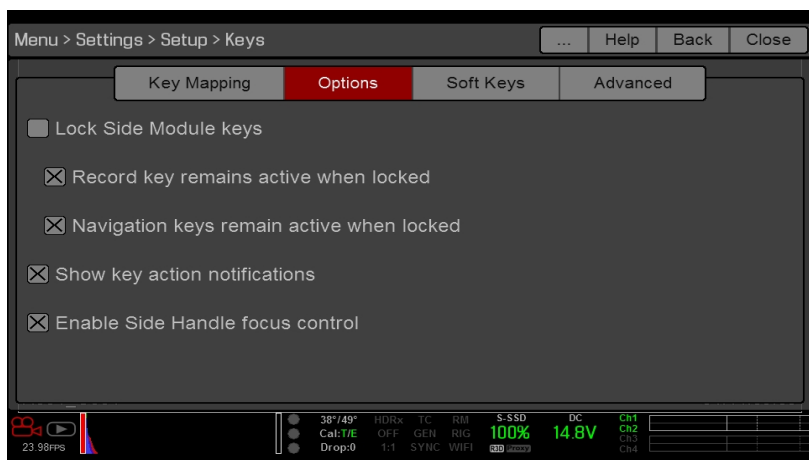 Menu > Settings > Setup > Keys ... Help Back Close
Key Mapping Options Soft Keys Advanced
Lock Side Module keys
Record key remains active when locked
Navigation keys remain active when locked
Show key action notifications
Enable Side Handle focus control
38°/49° HDRx TC RM S-SSD DC Ch1
Cal:T/E OFF GEN RIG 100% 14.8V Ch2
Drop:0 1:1 SYNC WIFI R3D Proxy Ch3
23.98FPS Ch4